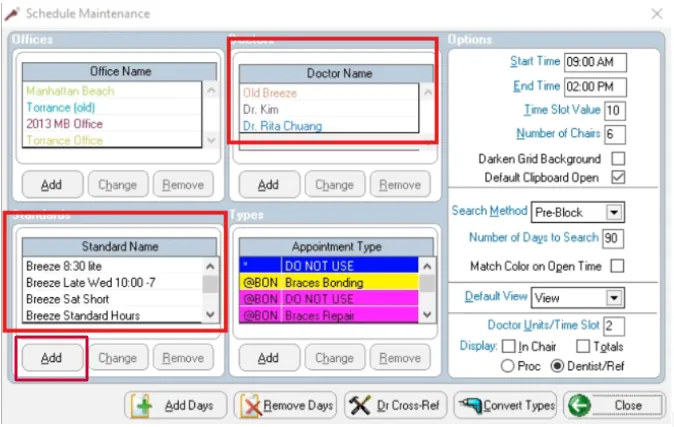 Schedule Maintenance
Offices
Office Name
Manhattan Beach
Torrance (old)
2013 MB Office
Torrance Office
Add Change Remove
Doctors
Doctor Name
Old Breeze
Dr. Kim
Dr. Rita Chuang
Add Change Remove
Standards
Standard Name
Breeze 8:30 lite
Breeze Late Wed 10:00 -7
Breeze Sat Short
Breeze Standard Hours
Add Change Remove
Types
Appointment Type
* DO NOT USE
@BON Braces Bonding
@BON DO NOT USE
@BON Braces Repair
Add Change Remove
Options
Start Time 09:00 AM
End Time 02:00 PM
Time Slot Value 10
Number of Chairs 6
Darken Grid Background
Default Clipboard Open
Search Method Pre-Block
Number of Days to Search 90
Match Color on Open Time
Default View View
Doctor Units/Time Slot 2
Display: In Chair Totals
Proc Dentist/Ref
Add Days Remove Days Dr Cross-Ref Convert Types Close